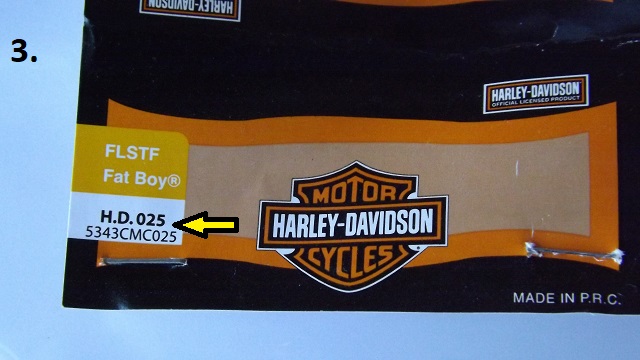 3.
HARLEY-DAVIDSON
HARLEY-DAVIDSON
OFFICIAL LICENSED PRODUCT
FLSTF
Fat Boy®
H.D. 025
5343CMC025
MOTOR
HARLEY-DAVIDSON
CYCLES
MADE IN P.R.C.